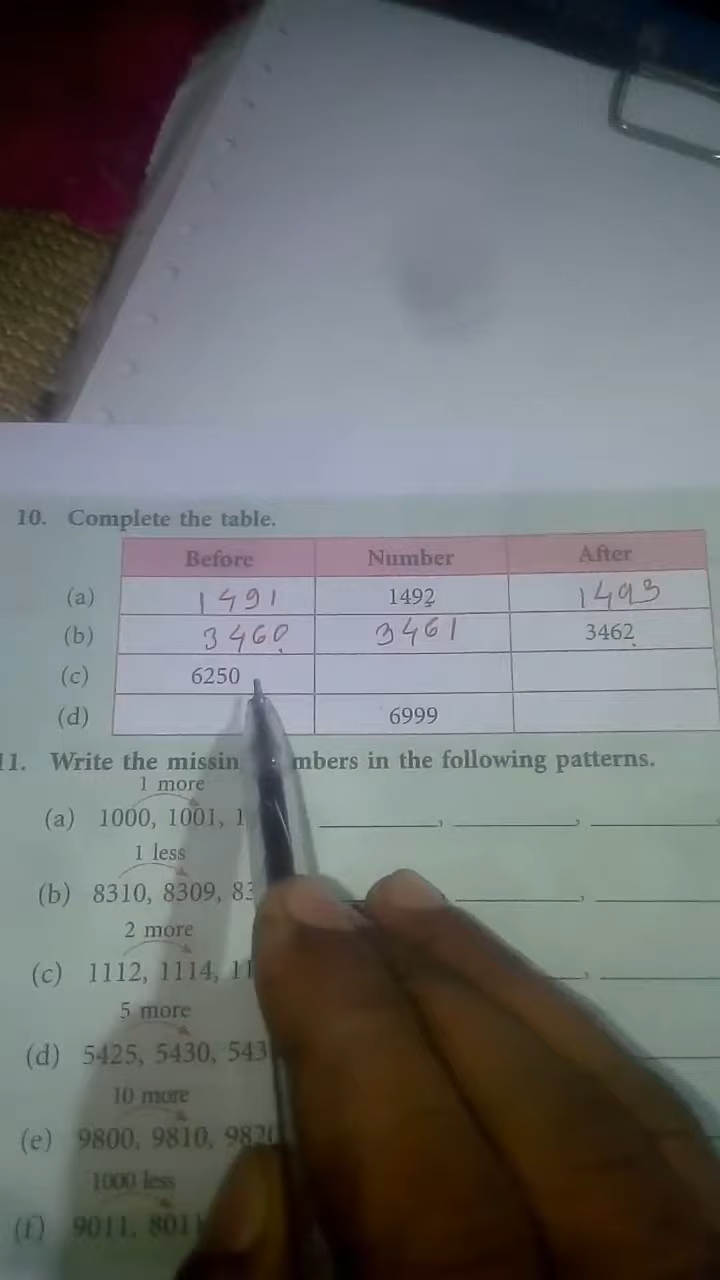 10. Complete the table.
Before Number After
(a) 1491 1492 1493
(b) 3460 3461 3462
(c) 6250
(d) 6999
11. Write the missin mbers in the following patterns.
1 more
(a) 1000, 1001, 1 , ,
1 less
(b) 8310, 8309, 83 ,
2 more
(c) 1112, 1114, 11 ,
5 more
(d) 5425, 5430, 543
10 more
(e) 9800, 9810, 9820
1000 less
(f) 9011, 8011